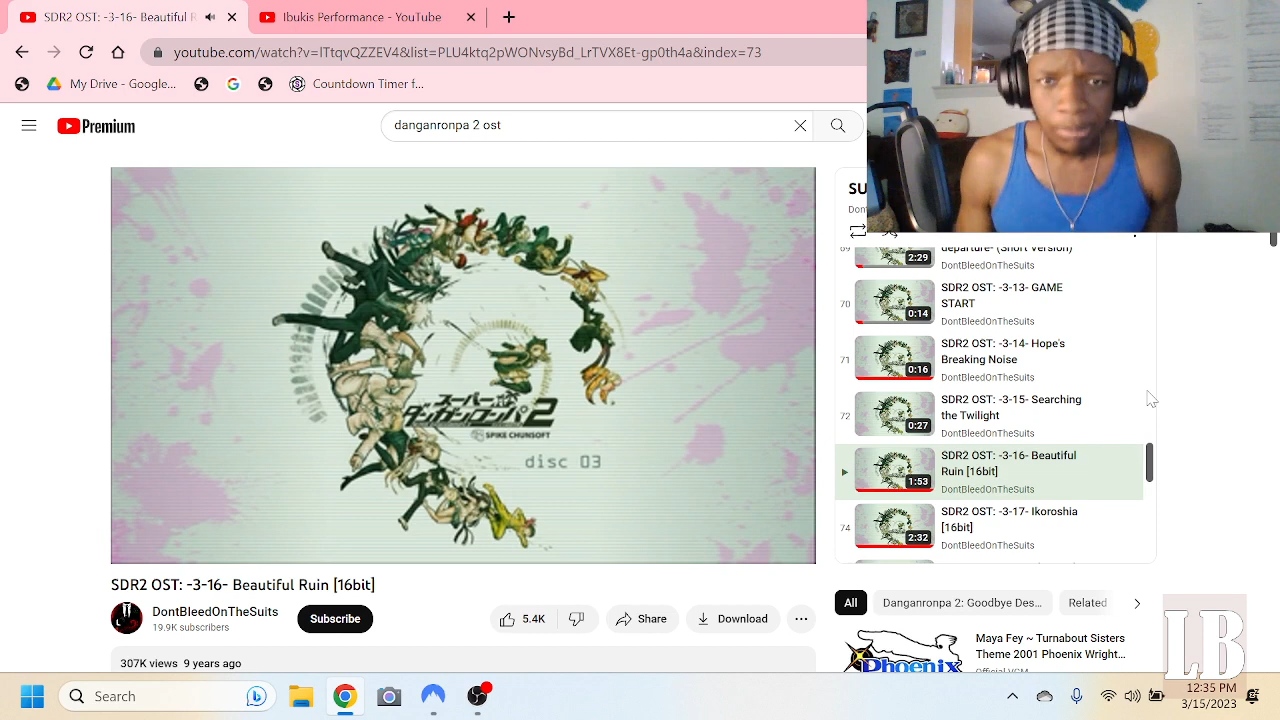 SDR2 OST: -3-16- Beautiful R
YouTube Performance
youtube.com/watch?v=ITtqvoZZEV4&list=PLU4ktq2pWONvsyBd_LrTVX8Et-gp0th4a&index=73
My Drive - Google...
Countdown Timer f...
Premium
danganronpa 2 ost
スーパー
ダンガンロンパ2
SPIKE CHUNSOFT
disc 03
SU
Dont
69
departure- (Short Version)
2:29
DontBleedOnTheSuits
70
SDR2 OST: -3-13- GAME
START
0:14
DontBleedOnTheSuits
71
SDR2 OST: -3-14- Hope's
Breaking Noise
0:16
DontBleedOnTheSuits
72
SDR2 OST: -3-15- Searching
the Twilight
0:27
DontBleedOnTheSuits
SDR2 OST: -3-16- Beautiful
Ruin [16bit]
1:53
DontBleedOnTheSuits
74
SDR2 OST: -3-17- Ikoroshia
[16bit]
2:32
DontBleedOnTheSuits
SDR2 OST: -3-16- Beautiful Ruin [16bit]
DontBleedOnTheSuits
19.9K subscribers
Subscribe
5.4K
Share
Download
307K views 9 years ago
All
Danganronpa 2: Goodbye Des...
Related
Maya Fey ~ Turnabout Sisters
Theme 2001 Phoenix Wright...
Official VGM
Phoenix
LB
Search
12:35 PM
3/15/2023